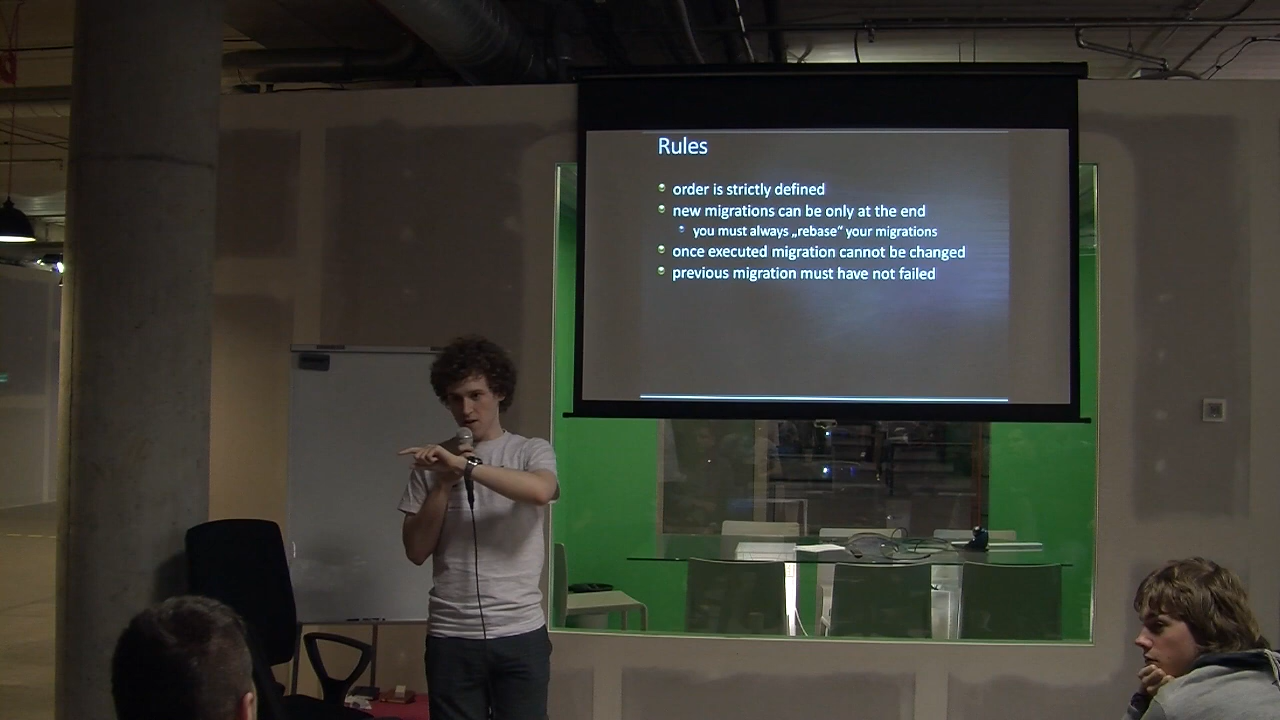 Rules
order is strictly defined
new migrations can be only at the end
you must always „rebase“ your migrations
once executed migration cannot be changed
previous migration must have not failed